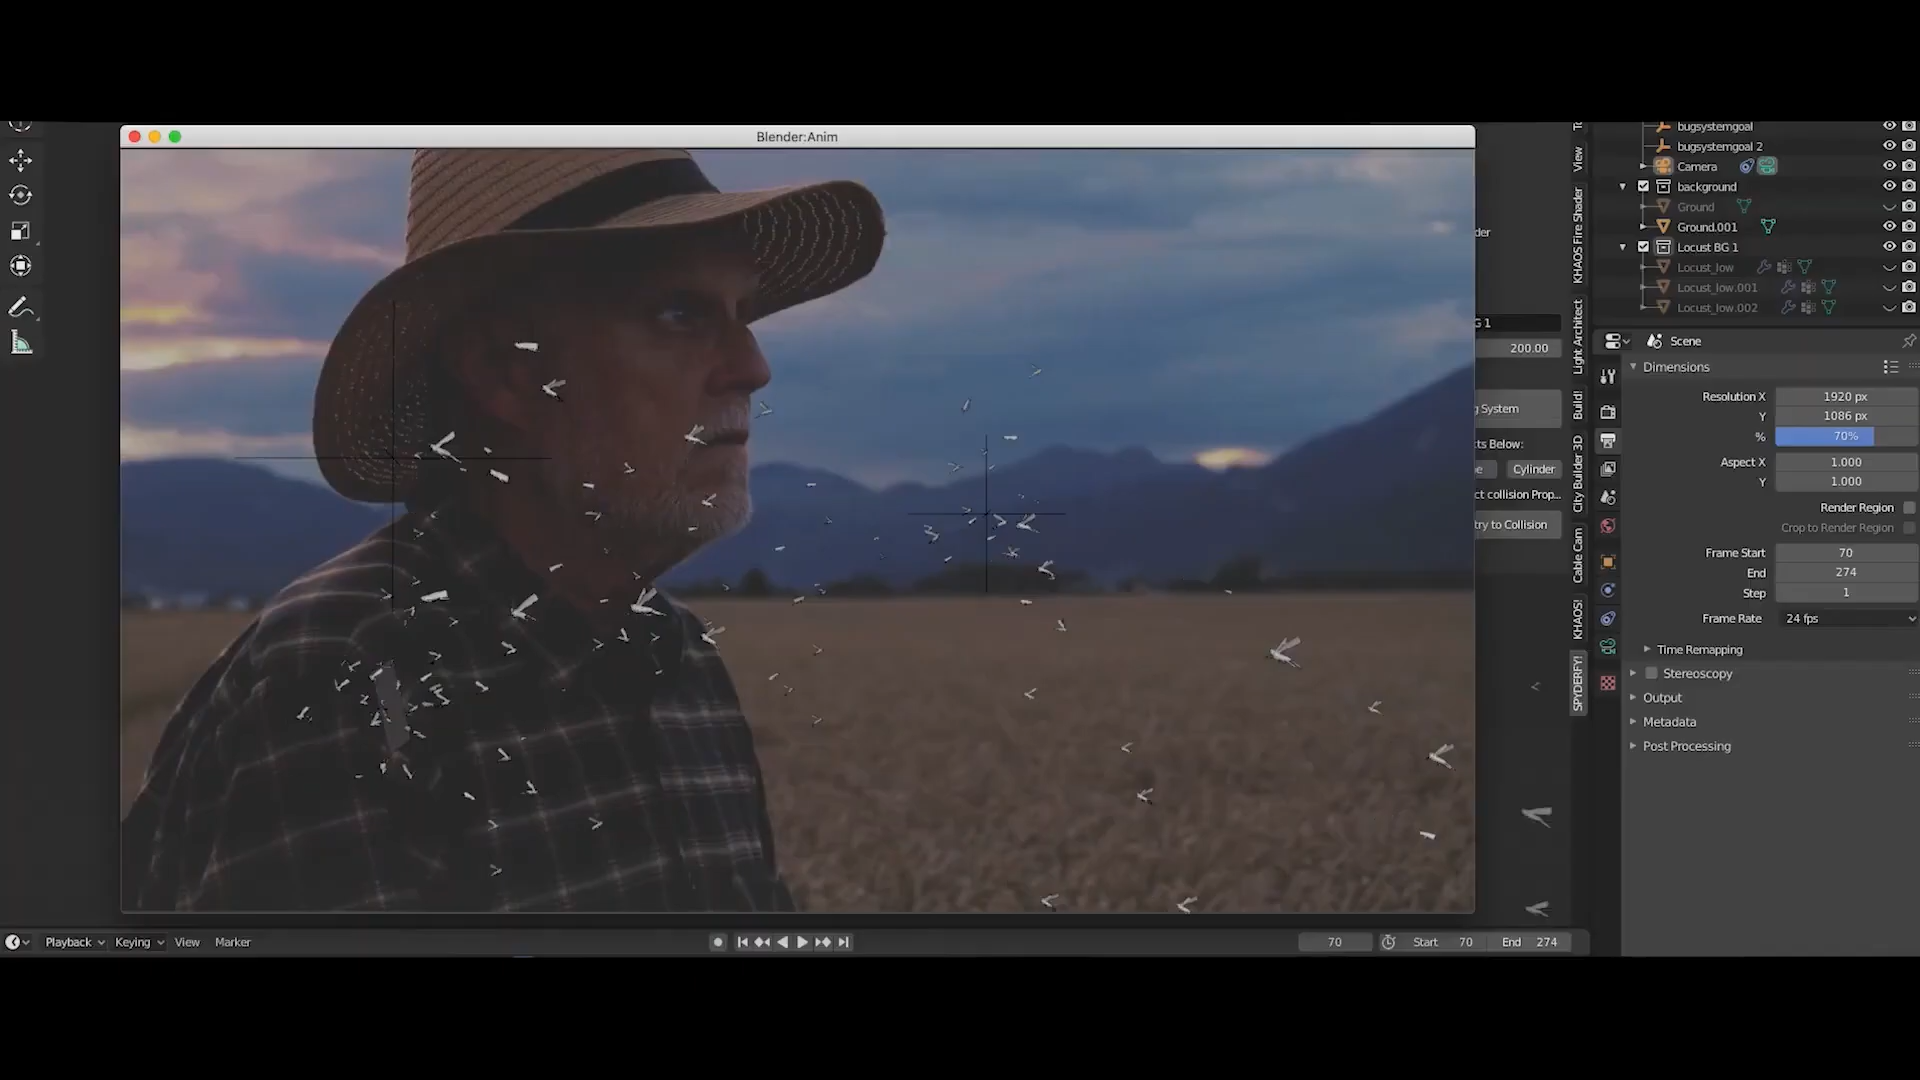 Blender:Anim
bugsystemgoal
bugsystemgoal 2
Camera
background
Ground
Ground.001
Locust BG 1
Locust_low
Locust_low.001
Locust_low.002
View
KHAOS Fire Shader
Light Architect
Build!
City Builder 3D
Cable Cam
KHAOS!
SPYDERFY!
200.00
System
Below:
Cylinder
collision Prop...
to Collision
Scene
Dimensions
Resolution X 1920 px
Y 1086 px
% 70%
Aspect X 1.000
Y 1.000
Render Region
Crop to Render Region
Frame Start 70
End 274
Step 1
Frame Rate 24 fps
Time Remapping
Stereoscopy
Output
Metadata
Post Processing
Playback Keying View Marker
70 Start 70 End 274